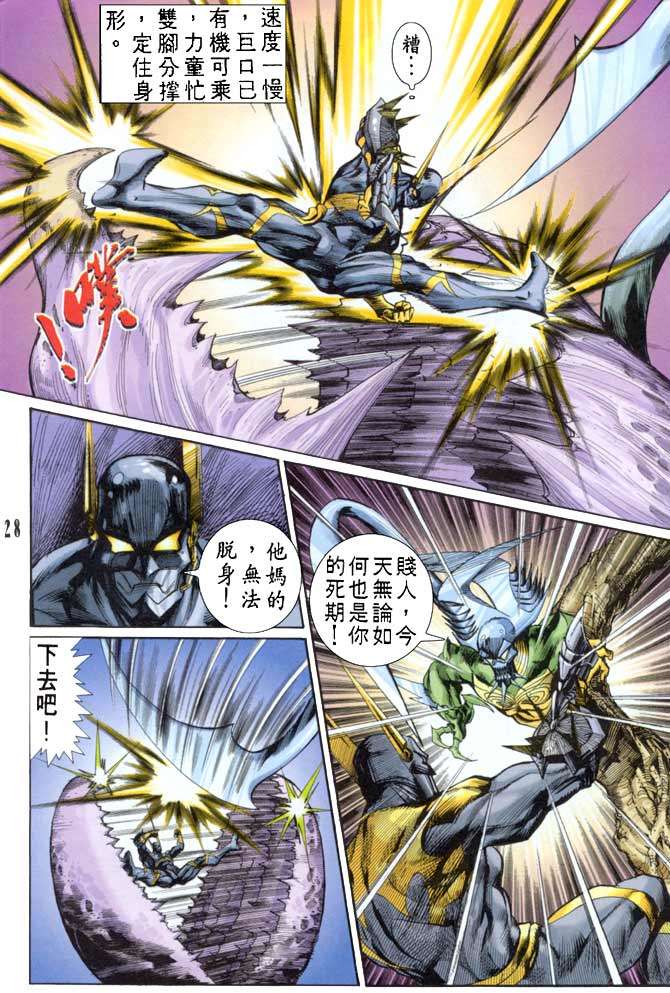 速度一慢
，巨口已
有機可乘
，力童忙
雙腳分撐
，定住身
形。
糟…
噗！
他媽的
，無法
脫身！
賤人，今
天無論如
何也是你
的死期！
下去吧！
28